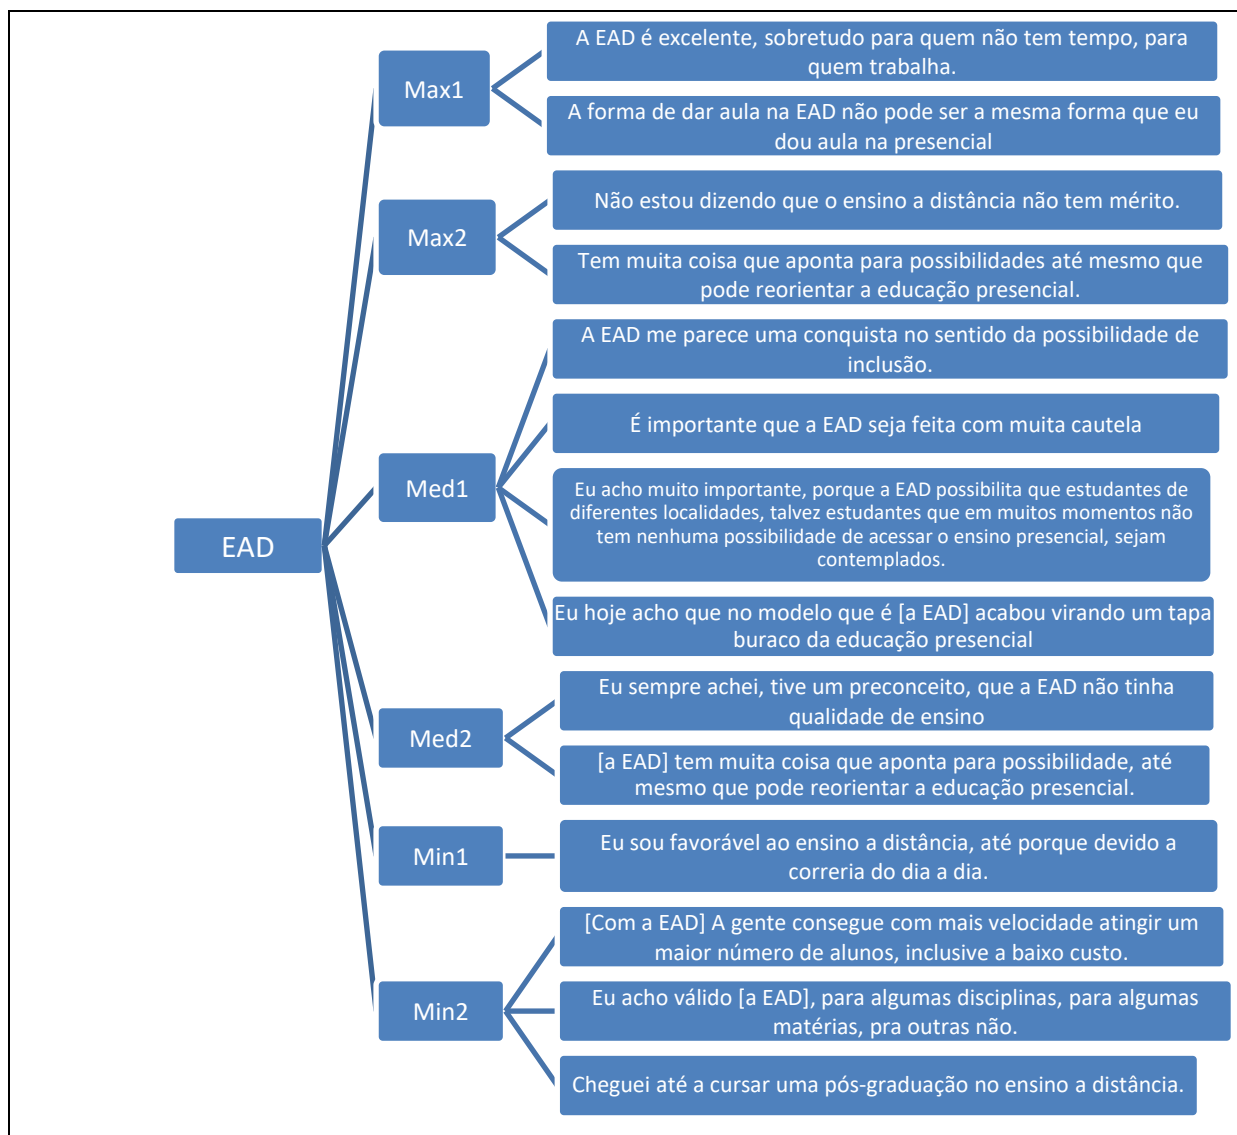 EAD
Max1
A EAD é excelente, sobretudo para quem não tem tempo, para
quem trabalha.
A forma de dar aula na EAD não pode ser a mesma forma que eu
dou aula na presencial
Max2
Não estou dizendo que o ensino a distância não tem mérito.
Tem muita coisa que aponta para possibilidades até mesmo que
pode reorientar a educação presencial.
Med1
A EAD me parece uma conquista no sentido da possibilidade de
inclusão.
É importante que a EAD seja feita com muita cautela
Eu acho muito importante, porque a EAD possibilita que estudantes de
diferentes localidades, talvez estudantes que em muitos momentos não
tem nenhuma possibilidade de acessar o ensino presencial, sejam
contemplados.
Eu hoje acho que no modelo que é [a EAD] acabou virando um tapa
buraco da educação presencial
Med2
Eu sempre achei, tive um preconceito, que a EAD não tinha
qualidade de ensino
[a EAD] tem muita coisa que aponta para possibilidade, até
mesmo que pode reorientar a educação presencial.
Min1
Eu sou favorável ao ensino a distância, até porque devido a
correria do dia a dia.
Min2
[Com a EAD] A gente consegue com mais velocidade atingir um
maior número de alunos, inclusive a baixo custo.
Eu acho válido [a EAD], para algumas disciplinas, para algumas
matérias, pra outras não.
Cheguei até a cursar uma pós-graduação no ensino a distância.